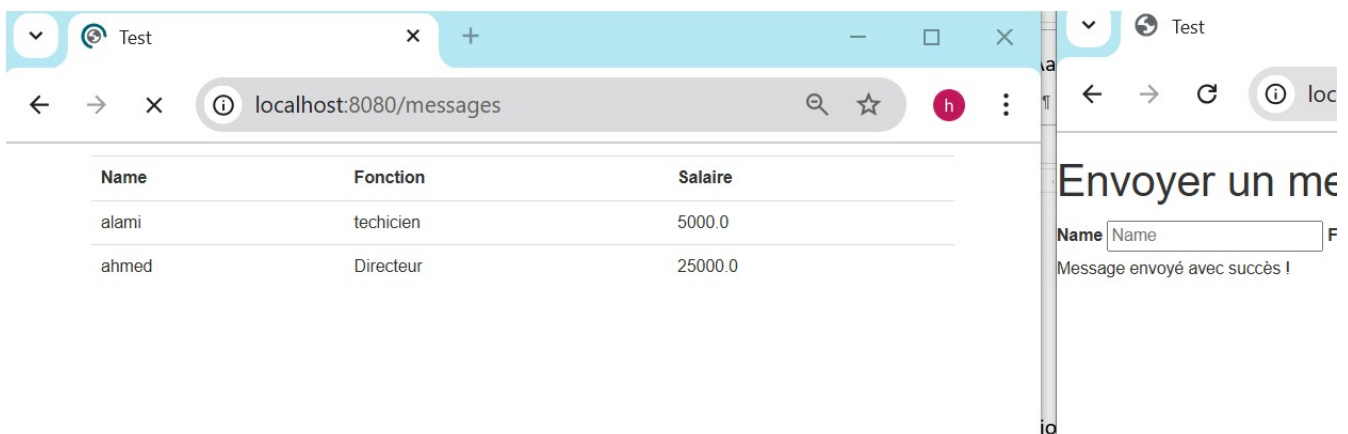 Test
localhost:8080/messages
h
Name Fonction Salaire
alami techicien 5000.0
ahmed Directeur 25000.0
Test
loc
Envoyer un me
Name Name F
Message envoyé avec succès !